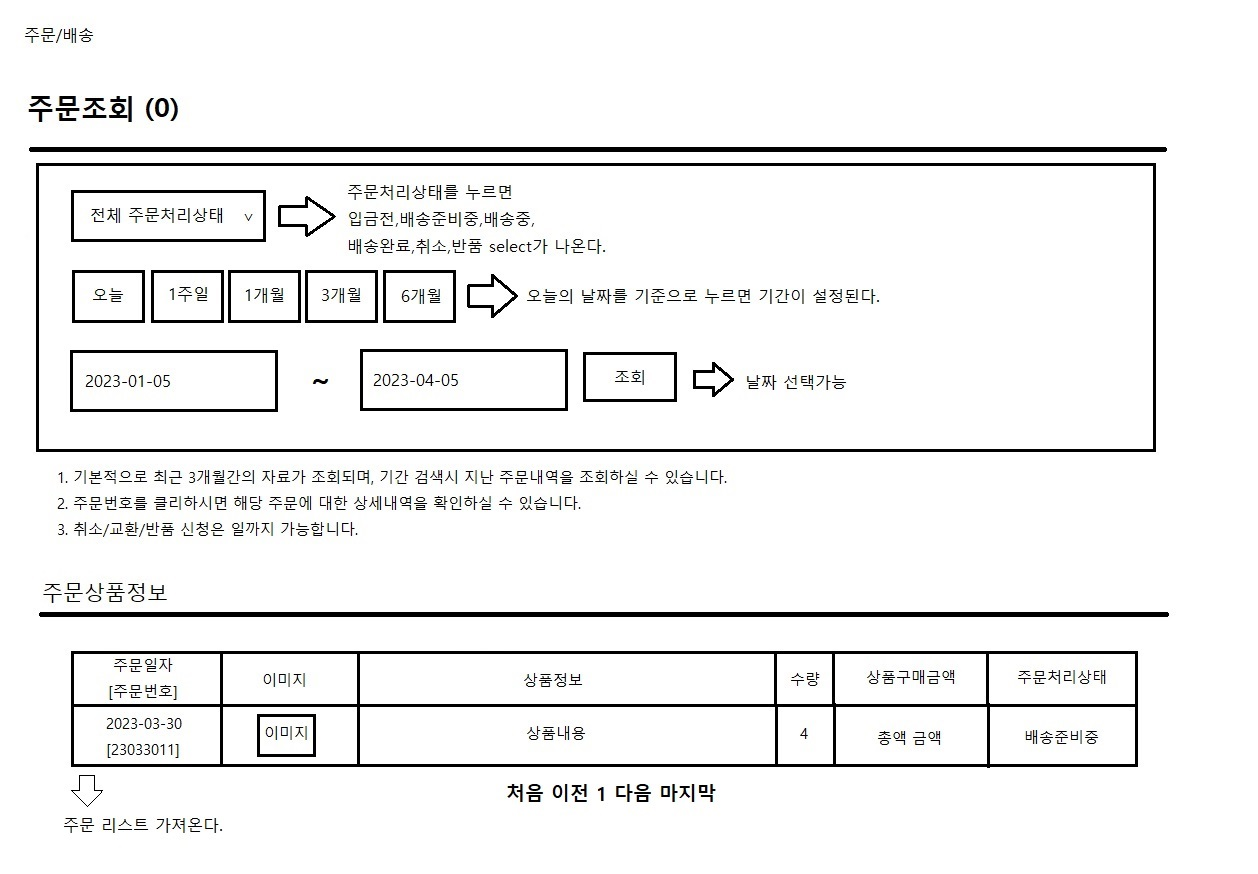 주문/배송
주문조회 (0)
전체 주문처리상태 v
주문처리상태를 누르면
입금전,배송준비중,배송중,
배송완료,취소,반품 select가 나온다.
오늘 1주일 1개월 3개월 6개월 오늘의 날짜를 기준으로 누르면 기간이 설정된다.
2023-01-05 ~ 2023-04-05 조회 날짜 선택가능
1. 기본적으로 최근 3개월간의 자료가 조회되며, 기간 검색시 지난 주문내역을 조회하실 수 있습니다.
2. 주문번호를 클리하시면 해당 주문에 대한 상세내역을 확인하실 수 있습니다.
3. 취소/교환/반품 신청은 일까지 가능합니다.
주문상품정보
주문일자
[주문번호] 이미지 상품정보 수량 상품구매금액 주문처리상태
2023-03-30
[23033011] 이미지 상품내용 4 총액 금액 배송준비중
처음 이전 1 다음 마지막
주문 리스트 가져온다.